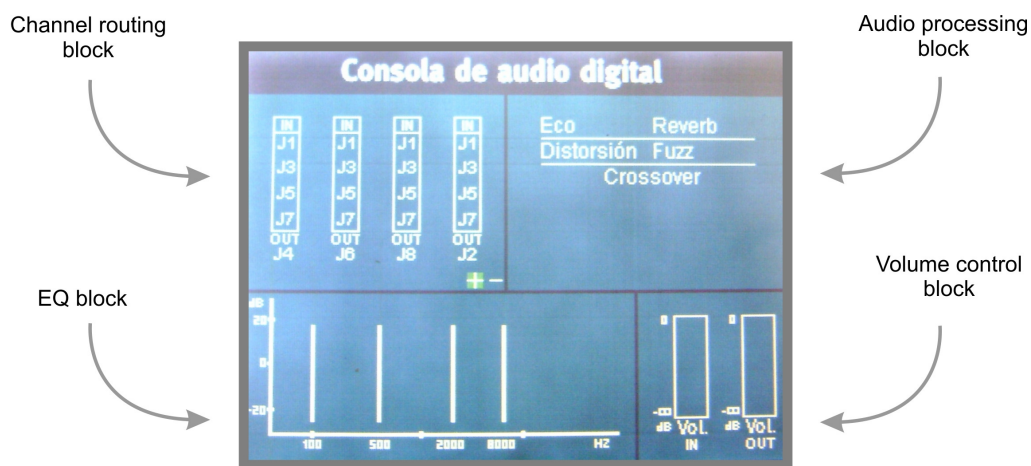 Channel routing
block
Audio processing
block
EQ block
Volume control
block
Consola de audio digital
IN IN IN IN
J1 J1 J1 J1
J3 J3 J3 J3
J5 J5 J5 J5
J7 J7 J7 J7
OUT OUT OUT OUT
J4 J6 J8 J2
+ −
Eco Reverb
Distorsión Fuzz
Crossover
dB
20
0
-20
100 500 2000 8000 HZ
0 0
-∞ -∞
dB Vol. dB Vol.
IN OUT